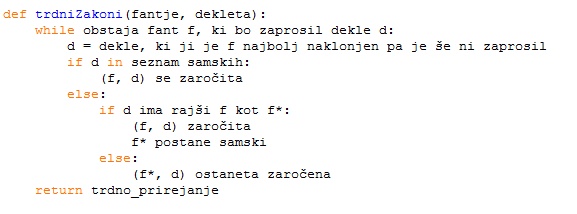 def trdniZakoni(fantje, dekleta):
    while obstaja fant f, ki bo zaprosil dekle d:
        d = dekle, ki ji je f najbolj naklonjen pa je še ni zaprosil
        if d in seznam samskih:
            (f, d) se zaročita
        else:
            if d ima rajši f kot f*:
                (f, d) zaročita
                f* postane samski
            else:
                (f*, d) ostaneta zaročena
    return trdno_prirejanje